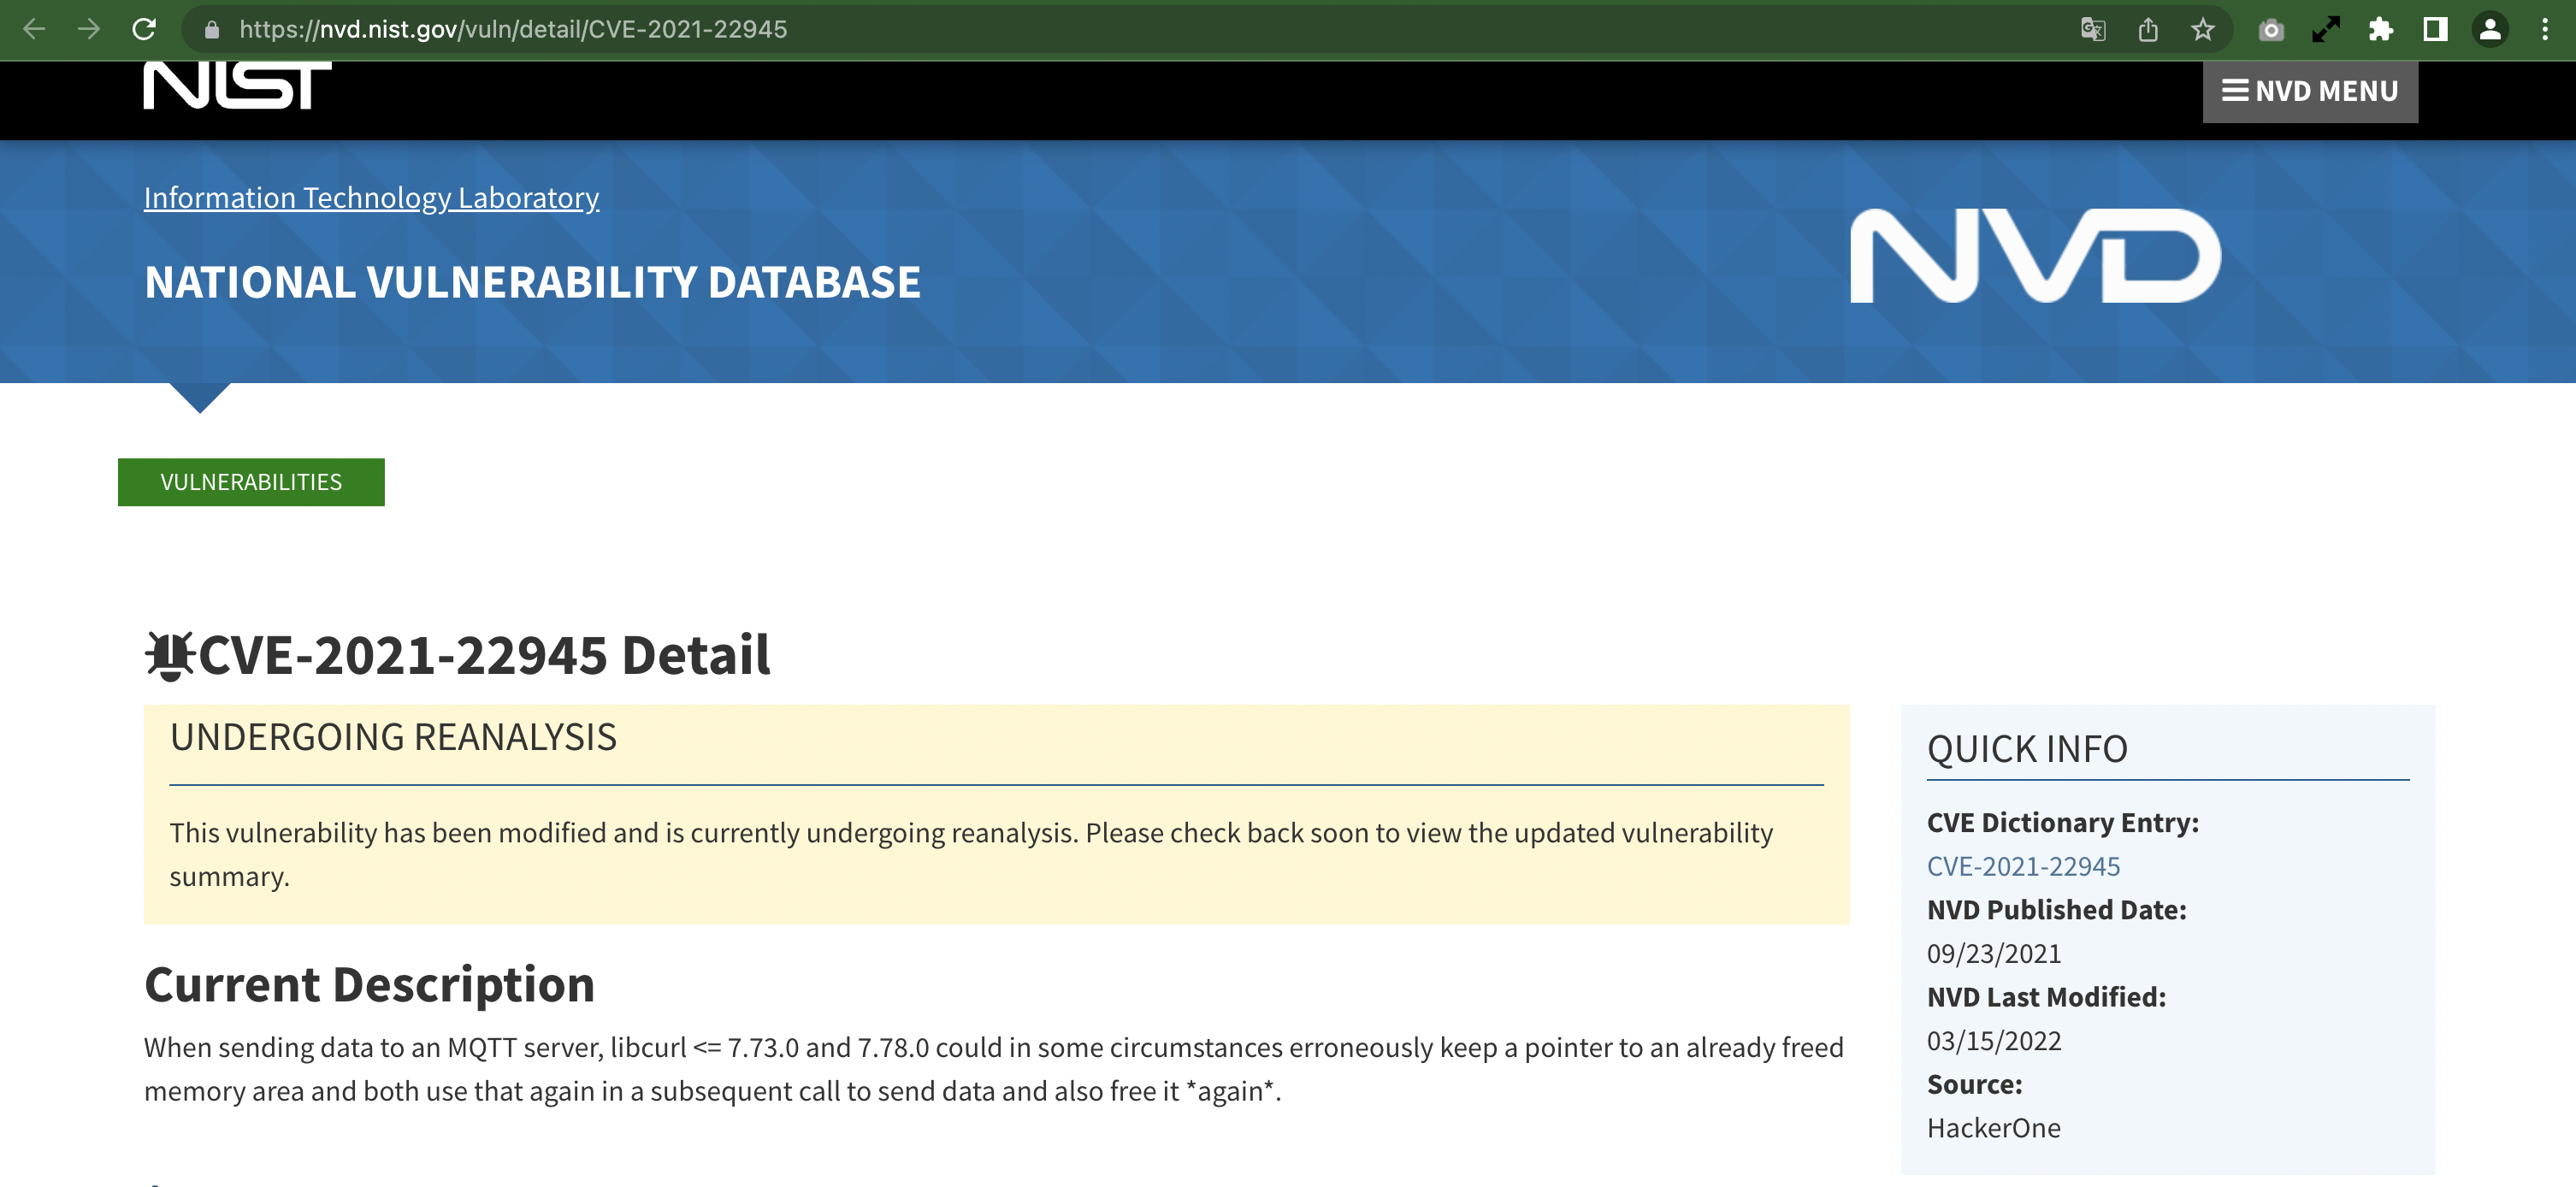 https://nvd.nist.gov/vuln/detail/CVE-2021-22945
NIST
NVD MENU
Information Technology Laboratory
NATIONAL VULNERABILITY DATABASE
NVD
VULNERABILITIES
CVE-2021-22945 Detail
UNDERGOING REANALYSIS
This vulnerability has been modified and is currently undergoing reanalysis. Please check back soon to view the updated vulnerability
summary.
Current Description
When sending data to an MQTT server, libcurl <= 7.73.0 and 7.78.0 could in some circumstances erroneously keep a pointer to an already freed
memory area and both use that again in a subsequent call to send data and also free it *again*.
QUICK INFO
CVE Dictionary Entry:
CVE-2021-22945
NVD Published Date:
09/23/2021
NVD Last Modified:
03/15/2022
Source:
HackerOne